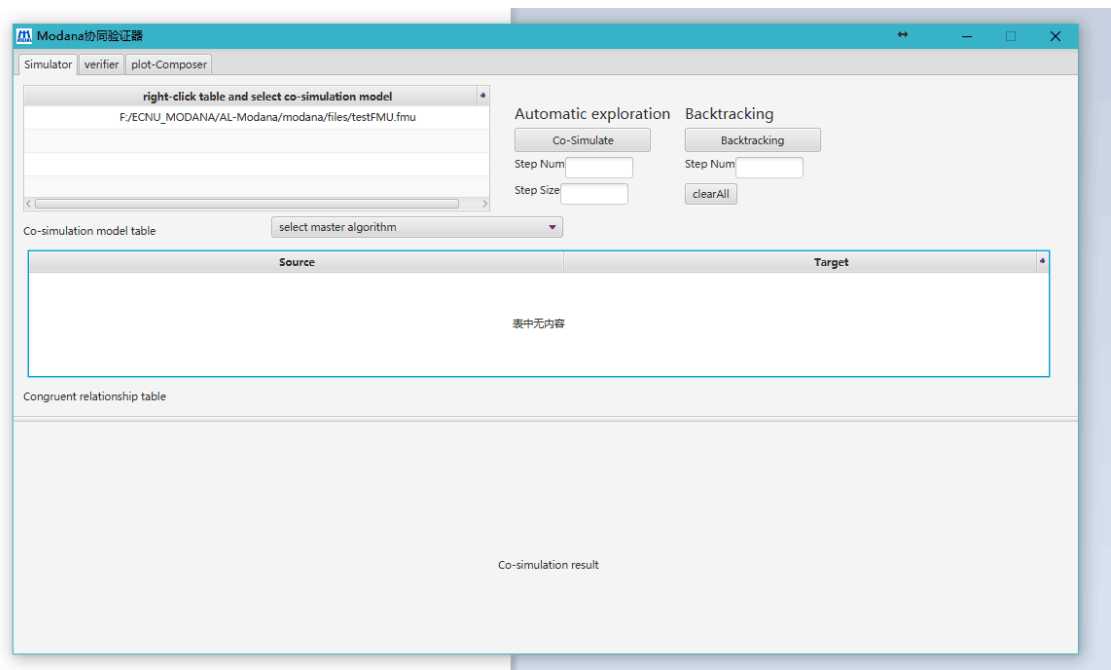 Modana协同验证器
Simulator verifier plot-Composer
right-click table and select co-simulation model
F:/ECNU_MODANA/AL-Modana/modana/files/testFMU.fmu
Automatic exploration
Co-Simulate
Step Num
Step Size
Backtracking
Backtracking
Step Num
clearAll
Co-simulation model table
select master algorithm
Source Target
表中无内容
Congruent relationship table
Co-simulation result